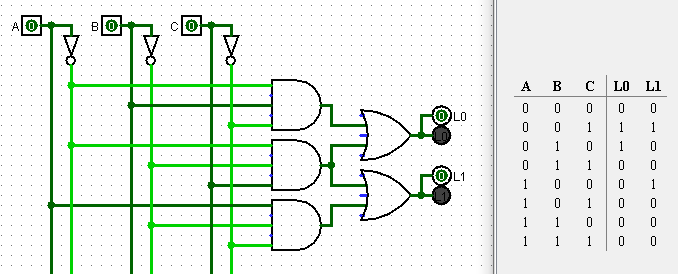 A 0 B 0 C 0
0 L0
L0
0 L1
L1
A B C L0 L1
0 0 0 0 0
0 0 1 1 1
0 1 0 1 0
0 1 1 0 0
1 0 0 0 1
1 0 1 0 0
1 1 0 0 0
1 1 1 0 0